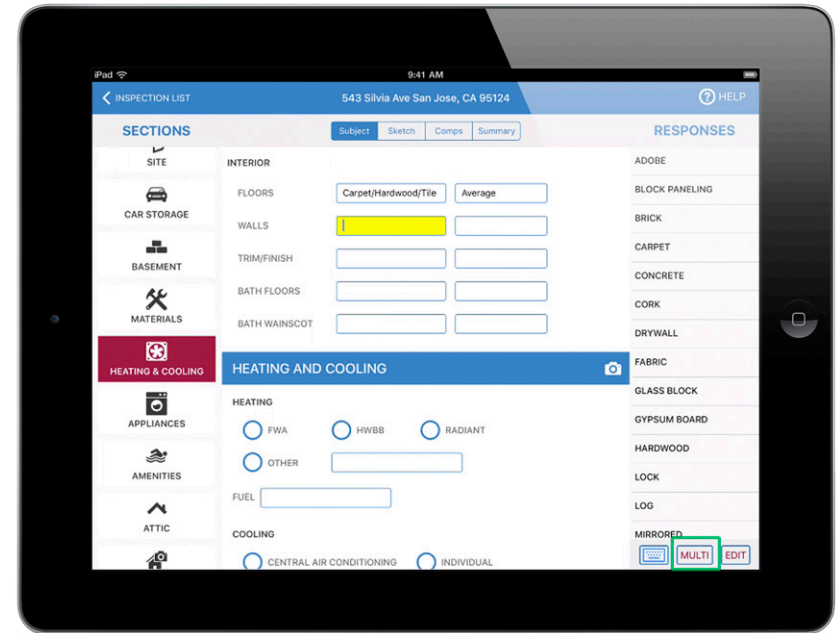 iPad 9:41 AM
INSPECTION LIST 543 Silvia Ave San Jose, CA 95124 ? HELP
SECTIONS Subject Sketch Comps Summary RESPONSES
SITE
CAR STORAGE
BASEMENT
MATERIALS
HEATING & COOLING
APPLIANCES
AMENITIES
ATTIC
INTERIOR
FLOORS Carpet/Hardwood/Tile Average
WALLS
TRIM/FINISH
BATH FLOORS
BATH WAINSCOT
HEATING AND COOLING
HEATING
FWA HWBB RADIANT
OTHER
FUEL
COOLING
CENTRAL AIR CONDITIONING INDIVIDUAL
ADOBE
BLOCK PANELING
BRICK
CARPET
CONCRETE
CORK
DRYWALL
FABRIC
GLASS BLOCK
GYPSUM BOARD
HARDWOOD
LOCK
LOG
MIRRORED
MULTI EDIT